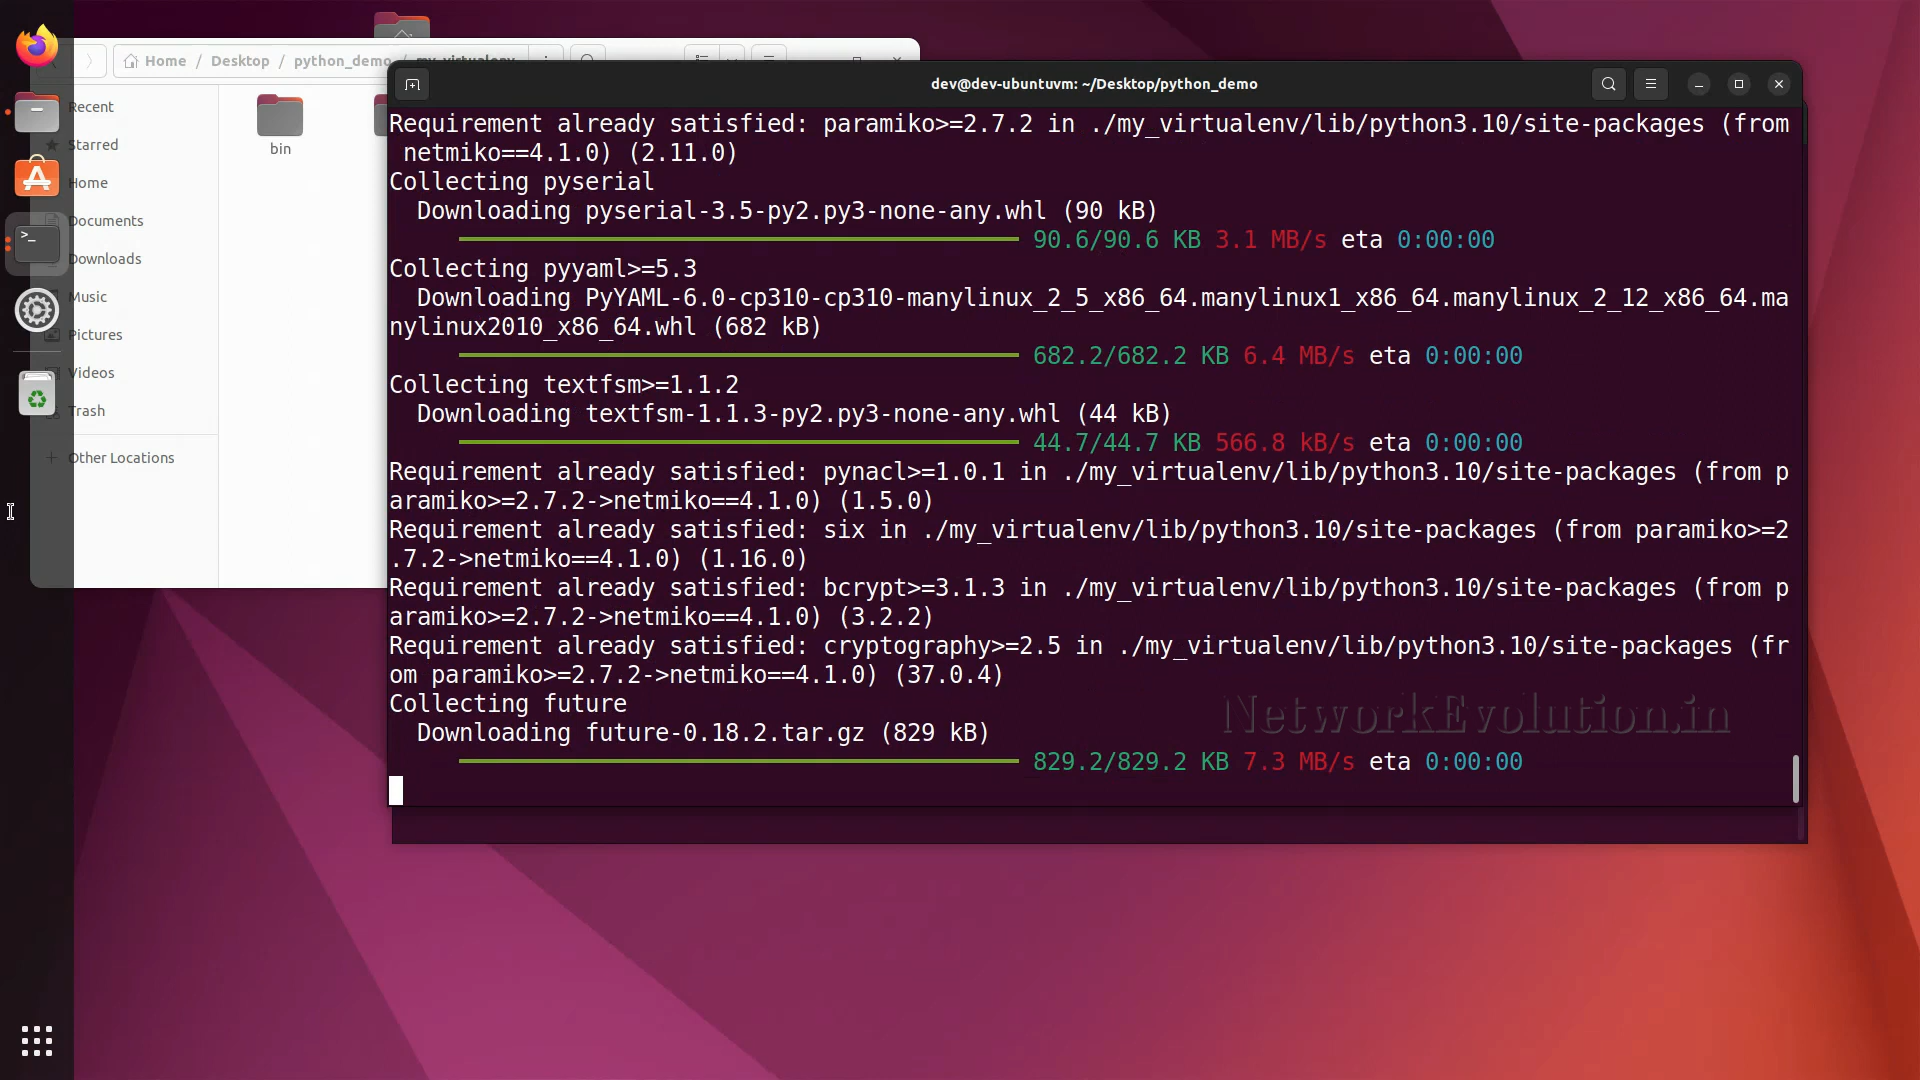 Home / Desktop / python_demo / my_virtualenv
Recent
Starred
Home
Documents
Downloads
Music
Pictures
Videos
Trash
+ Other Locations
bin
dev@dev-ubuntuvm: ~/Desktop/python_demo
Requirement already satisfied: paramiko>=2.7.2 in ./my_virtualenv/lib/python3.10/site-packages (from
 netmiko==4.1.0) (2.11.0)
Collecting pyserial
  Downloading pyserial-3.5-py2.py3-none-any.whl (90 kB)
90.6/90.6 KB 3.1 MB/s eta 0:00:00
Collecting pyyaml>=5.3
  Downloading PyYAML-6.0-cp310-cp310-manylinux_2_5_x86_64.manylinux1_x86_64.manylinux_2_12_x86_64.ma
nylinux2010_x86_64.whl (682 kB)
682.2/682.2 KB 6.4 MB/s eta 0:00:00
Collecting textfsm>=1.1.2
  Downloading textfsm-1.1.3-py2.py3-none-any.whl (44 kB)
44.7/44.7 KB 566.8 kB/s eta 0:00:00
Requirement already satisfied: pynacl>=1.0.1 in ./my_virtualenv/lib/python3.10/site-packages (from p
aramiko>=2.7.2->netmiko==4.1.0) (1.5.0)
Requirement already satisfied: six in ./my_virtualenv/lib/python3.10/site-packages (from paramiko>=2
.7.2->netmiko==4.1.0) (1.16.0)
Requirement already satisfied: bcrypt>=3.1.3 in ./my_virtualenv/lib/python3.10/site-packages (from p
aramiko>=2.7.2->netmiko==4.1.0) (3.2.2)
Requirement already satisfied: cryptography>=2.5 in ./my_virtualenv/lib/python3.10/site-packages (fr
om paramiko>=2.7.2->netmiko==4.1.0) (37.0.4)
Collecting future
  Downloading future-0.18.2.tar.gz (829 kB)
829.2/829.2 KB 7.3 MB/s eta 0:00:00
NetworkEvolution.in